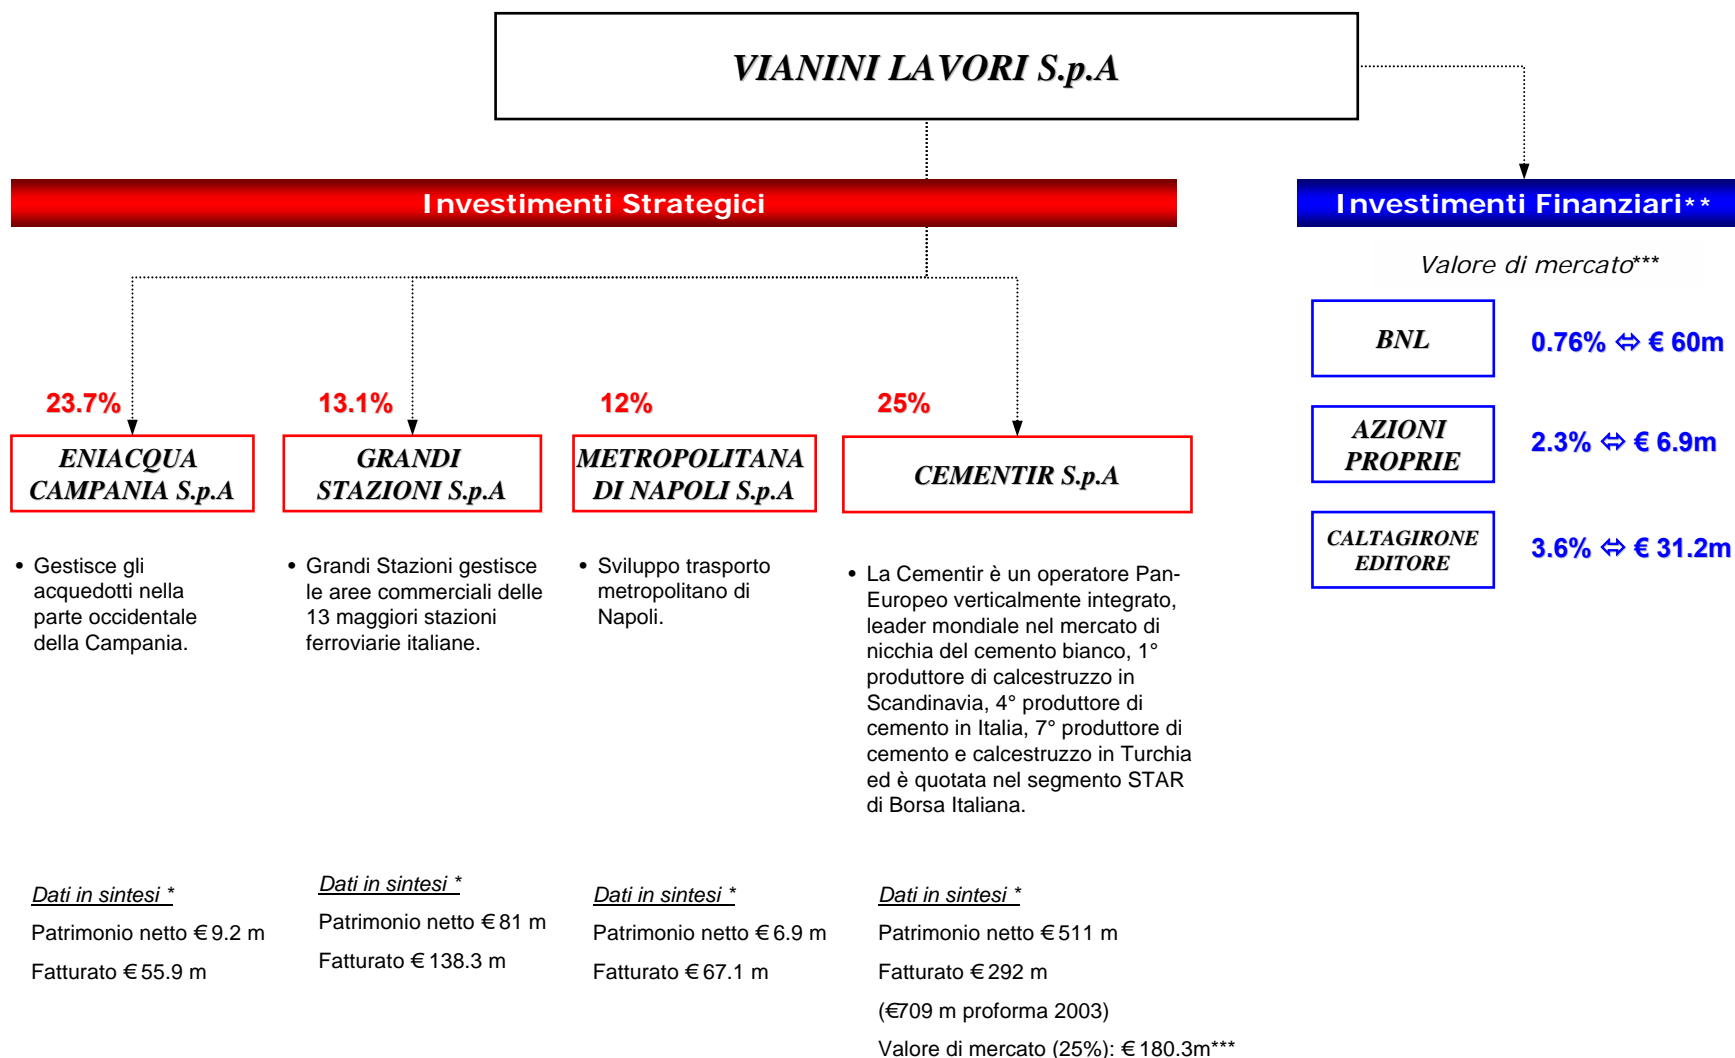 VIANINI LAVORI S.p.A
Investimenti Strategici
Investimenti Finanziari**
Valore di mercato***
BNL
0.76% ⇔ € 60m
AZIONI
PROPRIE
2.3% ⇔ € 6.9m
CALTAGIRONE
EDITORE
3.6% ⇔ € 31.2m
23.7%
ENIACQUA
CAMPANIA S.p.A
• Gestisce gli
acquedotti nella
parte occidentale
della Campania.
Dati in sintesi *
Patrimonio netto € 9.2 m
Fatturato € 55.9 m
13.1%
GRANDI
STAZIONI S.p.A
• Grandi Stazioni gestisce
le aree commerciali delle
13 maggiori stazioni
ferroviarie italiane.
Dati in sintesi *
Patrimonio netto € 81 m
Fatturato € 138.3 m
12%
METROPOLITANA
DI NAPOLI S.p.A
• Sviluppo trasporto
metropolitano di
Napoli.
Dati in sintesi *
Patrimonio netto € 6.9 m
Fatturato € 67.1 m
25%
CEMENTIR S.p.A
• La Cementir è un operatore Pan-
Europeo verticalmente integrato,
leader mondiale nel mercato di
nicchia del cemento bianco, 1°
produttore di calcestruzzo in
Scandinavia, 4° produttore di
cemento in Italia, 7° produttore di
cemento e calcestruzzo in Turchia
ed è quotata nel segmento STAR
di Borsa Italiana.
Dati in sintesi *
Patrimonio netto € 511 m
Fatturato € 292 m
(€709 m proforma 2003)
Valore di mercato (25%): € 180.3m***